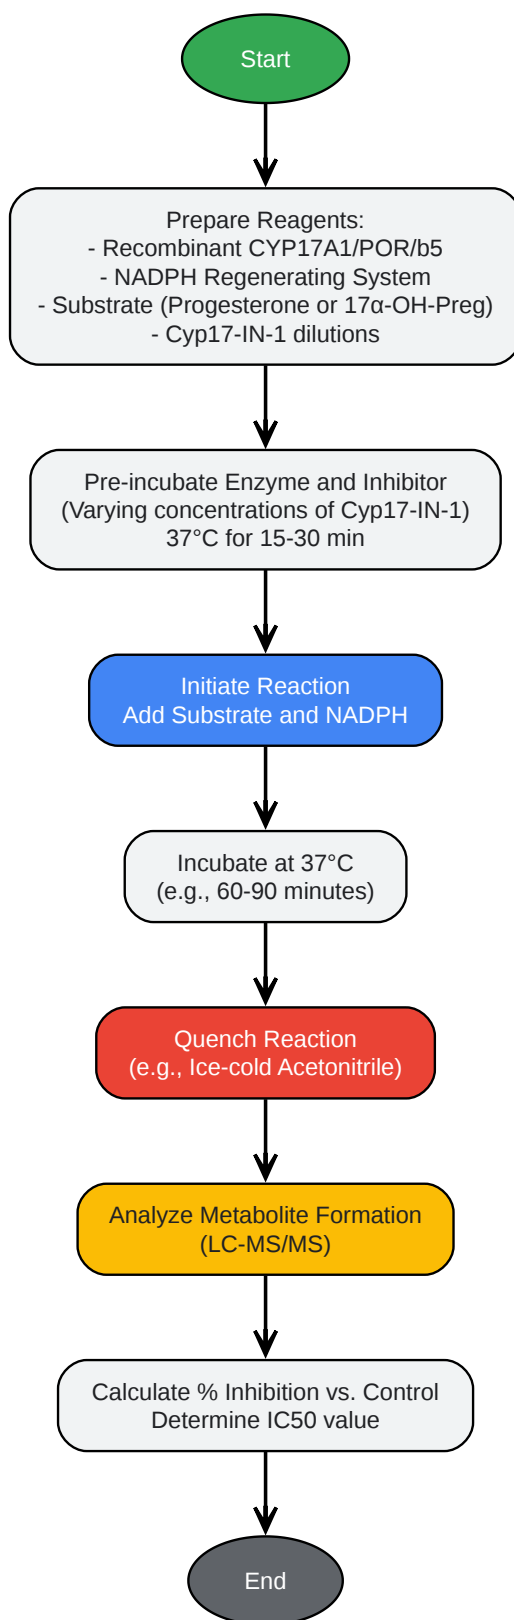 Start
Prepare Reagents:
- Recombinant CYP17A1/POR/b5
- NADPH Regenerating System
- Substrate (Progesterone or 17α-OH-Preg)
- Cyp17-IN-1 dilutions
Pre-incubate Enzyme and Inhibitor
(Varying concentrations of Cyp17-IN-1)
37°C for 15-30 min
Initiate Reaction
Add Substrate and NADPH
Incubate at 37°C
(e.g., 60-90 minutes)
Quench Reaction
(e.g., Ice-cold Acetonitrile)
Analyze Metabolite Formation
(LC-MS/MS)
Calculate % Inhibition vs. Control
Determine IC50 value
End